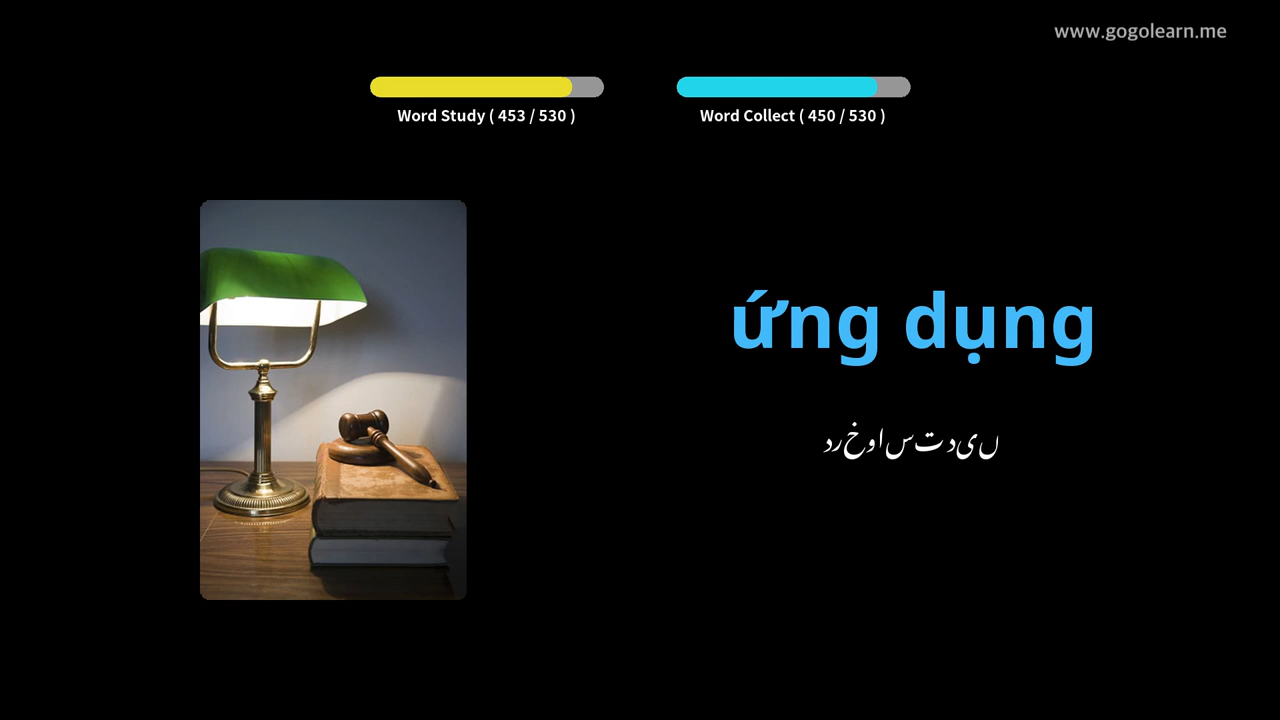 www.gogolearn.me
Word Study ( 453 / 530 )
Word Collect ( 450 / 530 )
ứng dụng
درخواست دیں